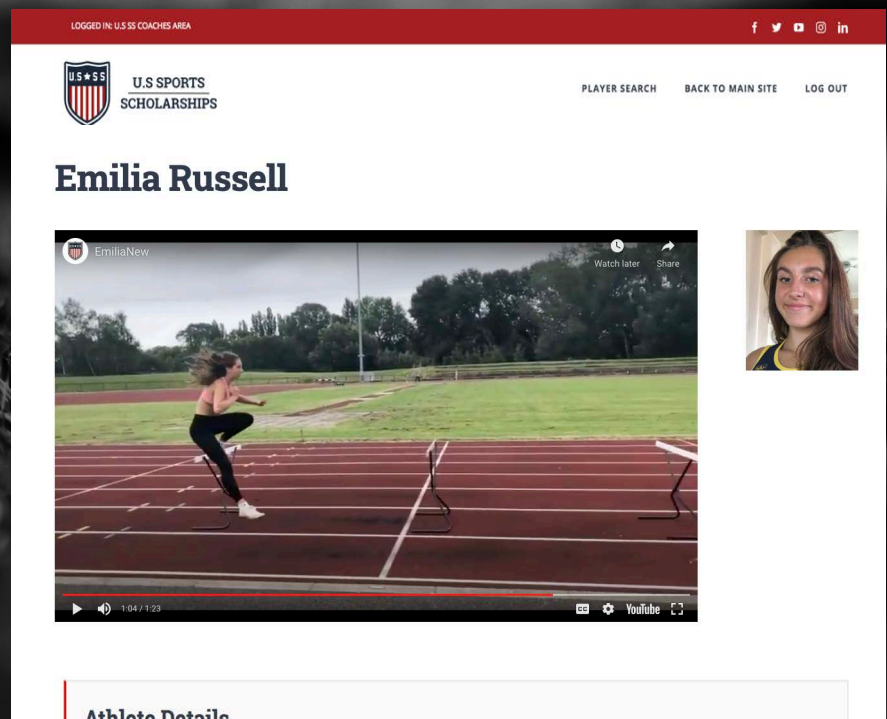 LOGGED IN: U.S SS COACHES AREA
U.S★SS
U.S SPORTS
SCHOLARSHIPS
PLAYER SEARCH BACK TO MAIN SITE LOG OUT
Emilia Russell
EmiliaNew
Watch later Share
1:04 / 1:23
CC YouTube
Athlete Details